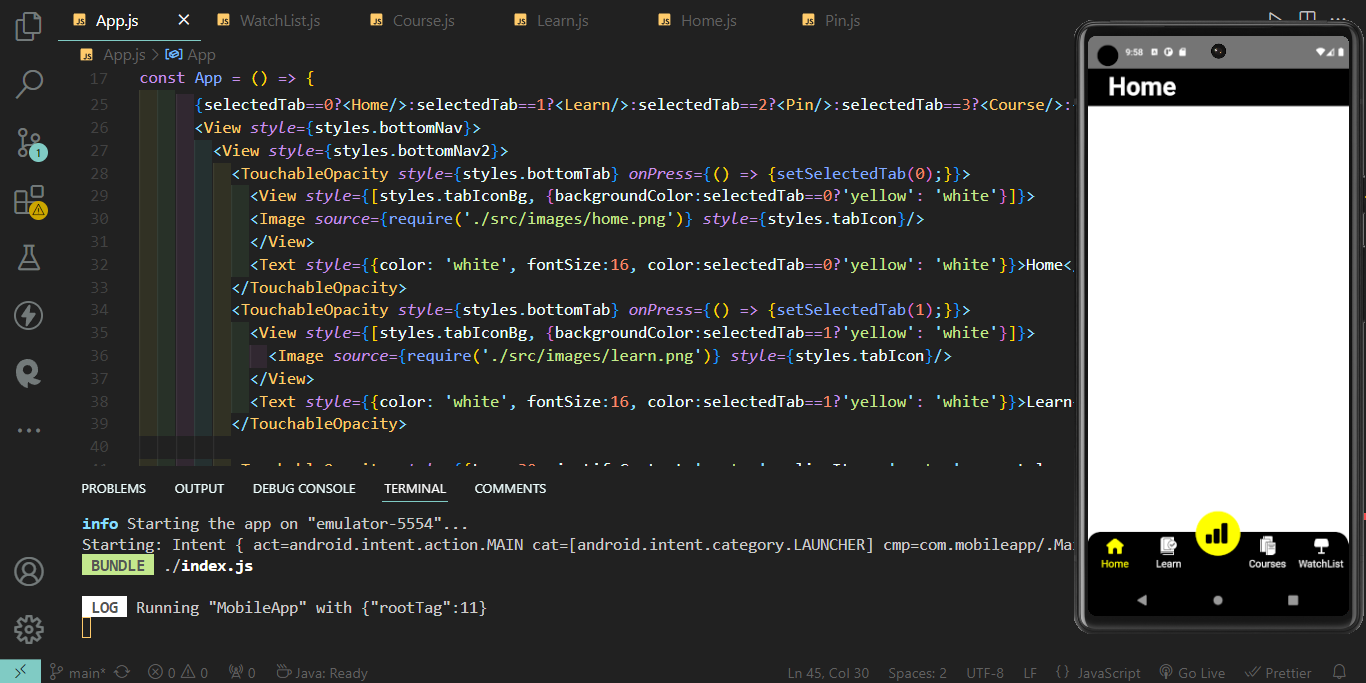 App.js
WatchList.js
Course.js
Learn.js
Home.js
Pin.js
App.js > App
17 const App = () => {
25 {selectedTab==0?<Home/>:selectedTab==1?<Learn/>:selectedTab==2?<Pin/>:selectedTab==3?<Course/>:
26 <View style={styles.bottomNav}>
27 <View style={styles.bottomNav2}>
28 <TouchableOpacity style={styles.bottomTab} onPress={() => {setSelectedTab(0);}}>
29 <View style={[styles.tabIconBg, {backgroundColor:selectedTab==0?'yellow': 'white'}]}>
30 <Image source={require('./src/images/home.png')} style={styles.tabIcon}/>
31 </View>
32 <Text style={{color: 'white', fontSize:16, color:selectedTab==0?'yellow': 'white'}}>Home<
33 </TouchableOpacity>
34 <TouchableOpacity style={styles.bottomTab} onPress={() => {setSelectedTab(1);}}>
35 <View style={[styles.tabIconBg, {backgroundColor:selectedTab==1?'yellow': 'white'}]}>
36 <Image source={require('./src/images/learn.png')} style={styles.tabIcon}/>
37 </View>
38 <Text style={{color: 'white', fontSize:16, color:selectedTab==1?'yellow': 'white'}}>Learn
39 </TouchableOpacity>
40
PROBLEMS
OUTPUT
DEBUG CONSOLE
TERMINAL
COMMENTS
info Starting the app on "emulator-5554"...
Starting: Intent { act=android.intent.action.MAIN cat=[android.intent.category.LAUNCHER] cmp=com.mobileapp/.Ma
BUNDLE ./index.js
LOG Running "MobileApp" with {"rootTag":11}
1
main*
0 0
0
Java: Ready
Ln 45, Col 30
Spaces: 2
UTF-8
LF
{} JavaScript
Go Live
Prettier
9:58
Home
Home
Learn
Courses
WatchList